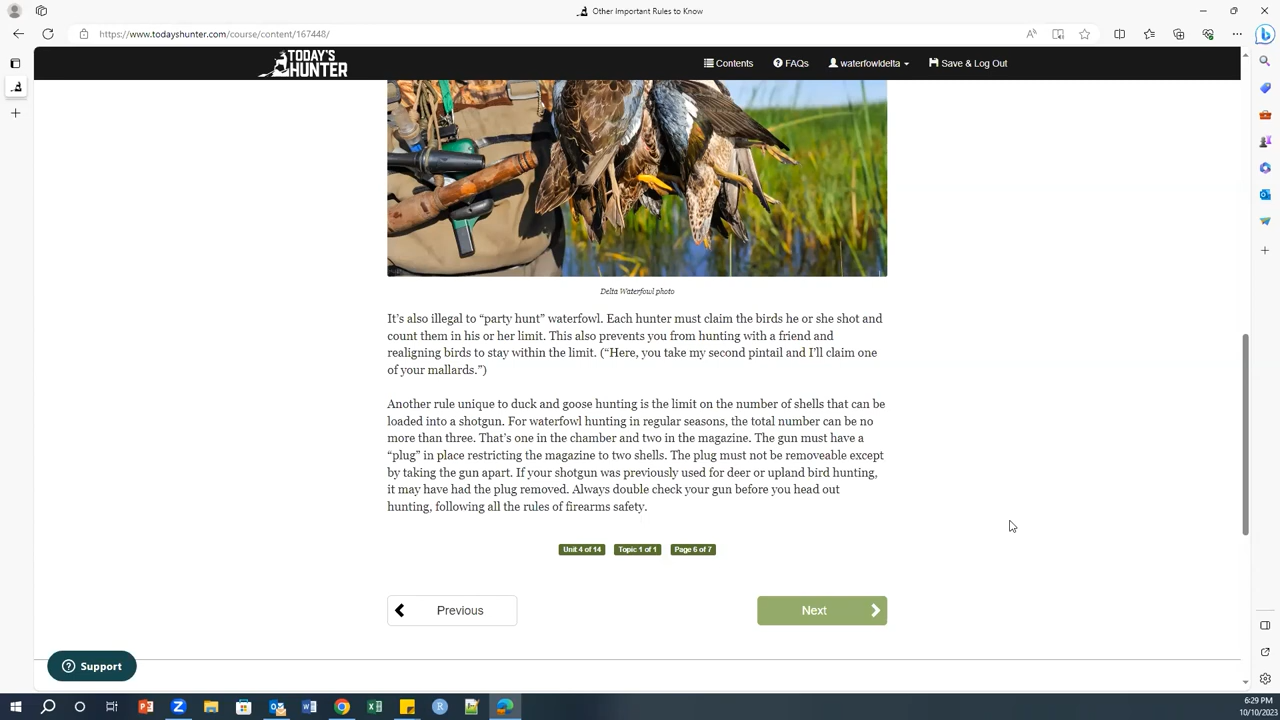 Other Important Rules to Know
https://www.todayshunter.com/course/content/167448/
TODAY'S
HUNTER
Contents
FAQs
waterfowldelta
Save & Log Out
Delta Waterfowl photo
It's also illegal to “party hunt” waterfowl. Each hunter must claim the birds he or she shot and
count them in his or her limit. This also prevents you from hunting with a friend and
realigning birds to stay within the limit. (“Here, you take my second pintail and I'll claim one
of your mallards.”)
Another rule unique to duck and goose hunting is the limit on the number of shells that can be
loaded into a shotgun. For waterfowl hunting in regular seasons, the total number can be no
more than three. That's one in the chamber and two in the magazine. The gun must have a
“plug” in place restricting the magazine to two shells. The plug must not be removeable except
by taking the gun apart. If your shotgun was previously used for deer or upland bird hunting,
it may have had the plug removed. Always double check your gun before you head out
hunting, following all the rules of firearms safety.
Unit 4 of 14
Topic 1 of 1
Page 6 of 7
Previous
Next
Support
6:29 PM
10/10/2023